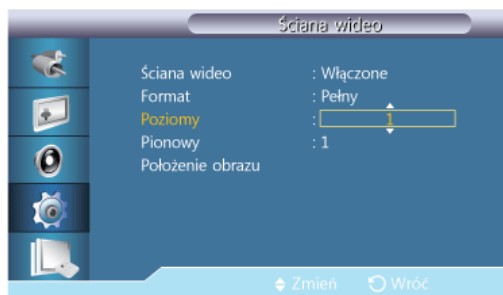 Ściana wideo
Ściana wideo : Włączone
Format : Pełny
Poziomy : 1
Pionowy : 1
Położenie obrazu
Zmień Wróć